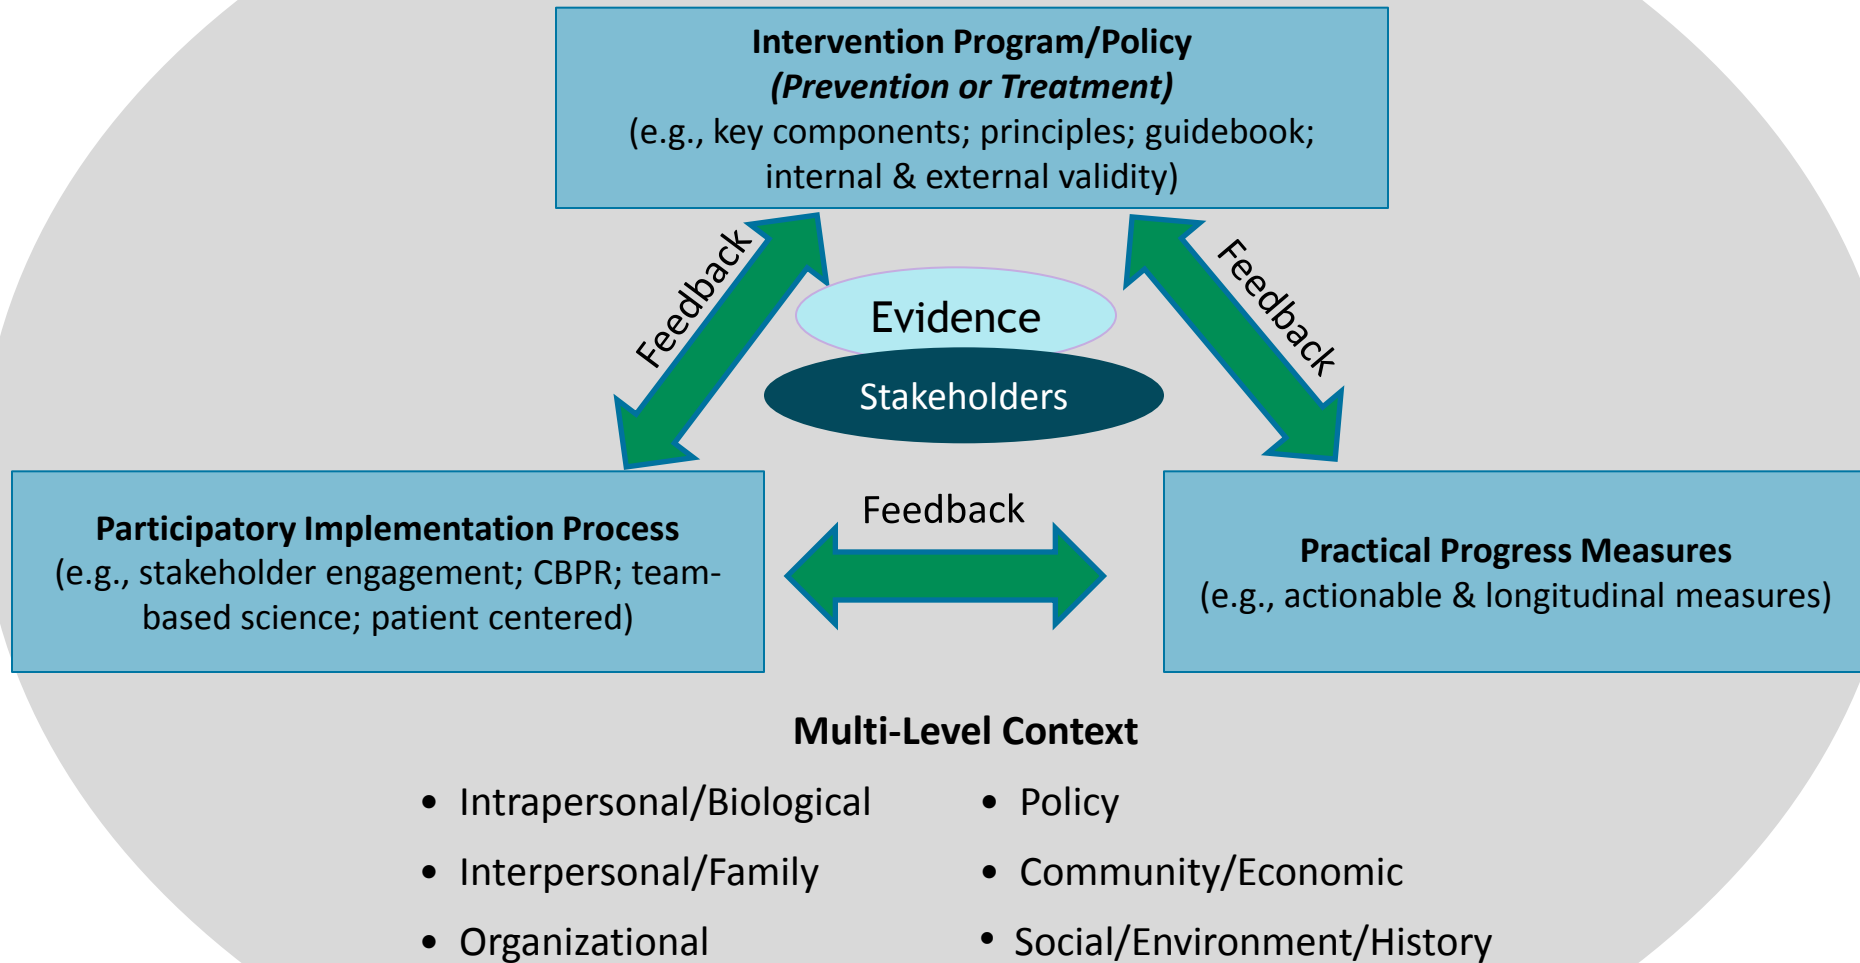 Intervention Program/Policy
(Prevention or Treatment)
(e.g., key components; principles; guidebook;
internal & external validity)
Feedback
Feedback
Evidence
Stakeholders
Participatory Implementation Process
(e.g., stakeholder engagement; CBPR; team-
based science; patient centered)
Feedback
Practical Progress Measures
(e.g., actionable & longitudinal measures)
Multi-Level Context
• Intrapersonal/Biological
• Interpersonal/Family
• Organizational
• Policy
• Community/Economic
• Social/Environment/History